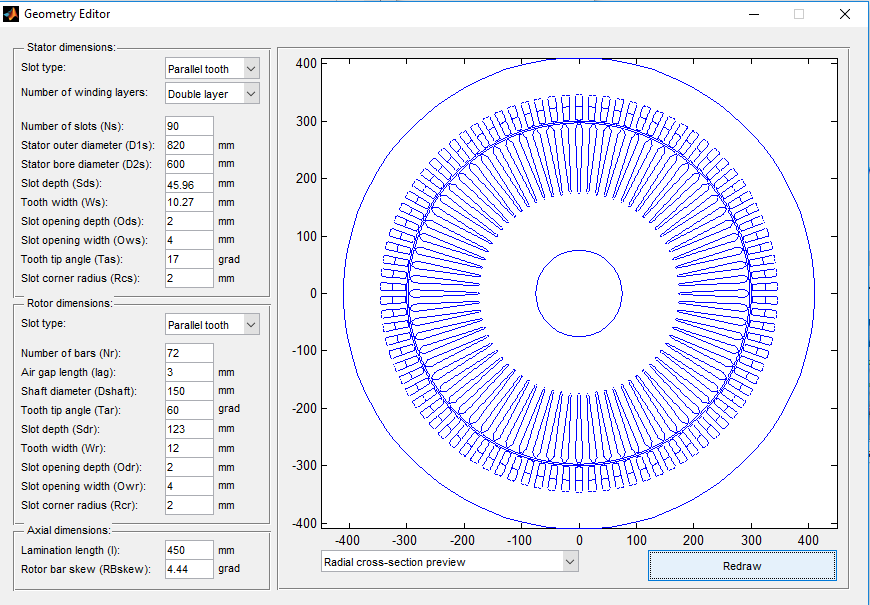 Geometry Editor
Stator dimensions:
Slot type: Parallel tooth
Number of winding layers: Double layer
Number of slots (Ns): 90
Stator outer diameter (D1s): 820 mm
Stator bore diameter (D2s): 600 mm
Slot depth (Sds): 45.96 mm
Tooth width (Ws): 10.27 mm
Slot opening depth (Ods): 2 mm
Slot opening width (Ows): 4 mm
Tooth tip angle (Tas): 17 grad
Slot corner radius (Rcs): 2 mm
Rotor dimensions:
Slot type: Parallel tooth
Number of bars (Nr): 72
Air gap length (lag): 3 mm
Shaft diameter (Dshaft): 150 mm
Tooth tip angle (Tar): 60 grad
Slot depth (Sdr): 123 mm
Tooth width (Wr): 12 mm
Slot opening depth (Odr): 2 mm
Slot opening width (Owr): 4 mm
Slot corner radius (Rcr): 2 mm
Axial dimensions:
Lamination length (l): 450 mm
Rotor bar skew (RBskew): 4.44 grad
400
300
200
100
0
-100
-200
-300
-400
-400 -300 -200 -100 0 100 200 300 400
Radial cross-section preview
Redraw